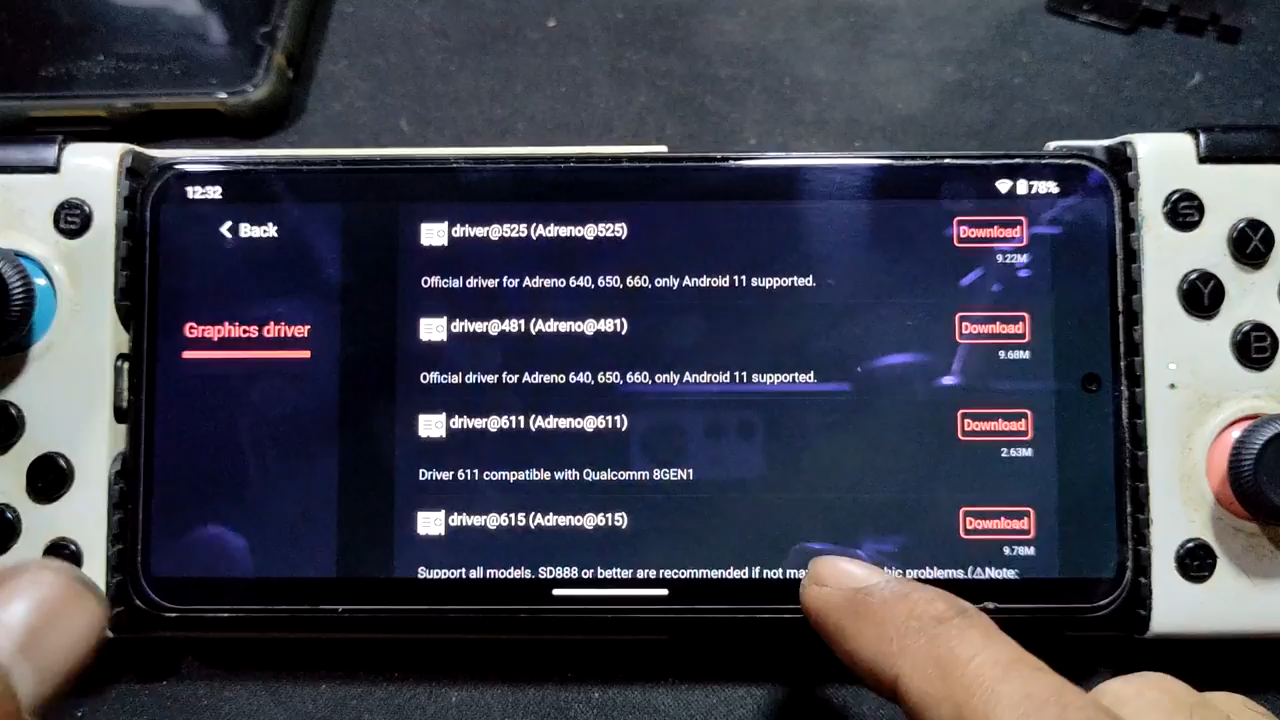 12:32
78%
Back
Graphics driver
driver@525 (Adreno@525)
Download
9.22M
Official driver for Adreno 640, 650, 660, only Android 11 supported.
driver@481 (Adreno@481)
Download
9.68M
Official driver for Adreno 640, 650, 660, only Android 11 supported.
driver@611 (Adreno@611)
Download
2.63M
Driver 611 compatible with Qualcomm 8GEN1
driver@615 (Adreno@615)
Download
9.78M
Support all models. SD888 or better are recommended if not problems.(⚠Note:
G
S
X
Y
B